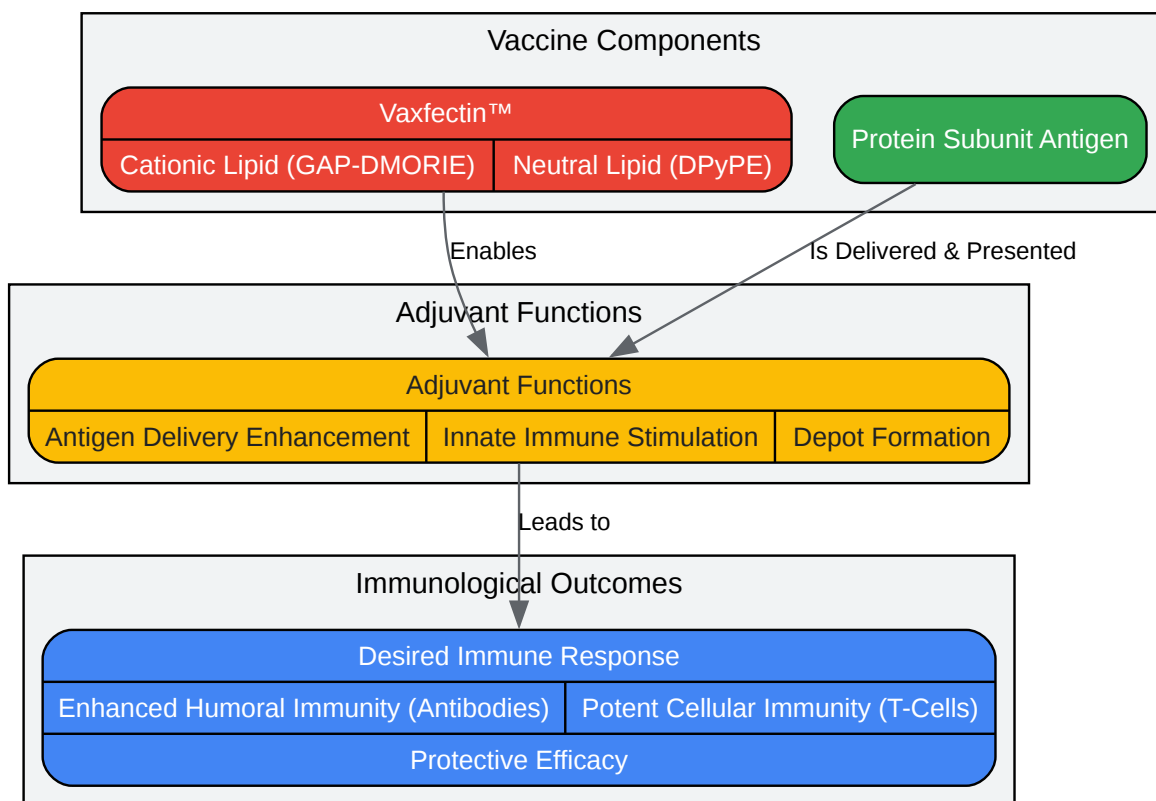 Vaccine Components
Vaxfectin™
Cationic Lipid (GAP-DMORIE)
Neutral Lipid (DPyPE)
Protein Subunit Antigen
Enables
Is Delivered & Presented
Adjuvant Functions
Adjuvant Functions
Antigen Delivery Enhancement
Innate Immune Stimulation
Depot Formation
Leads to
Immunological Outcomes
Desired Immune Response
Enhanced Humoral Immunity (Antibodies)
Potent Cellular Immunity (T-Cells)
Protective Efficacy